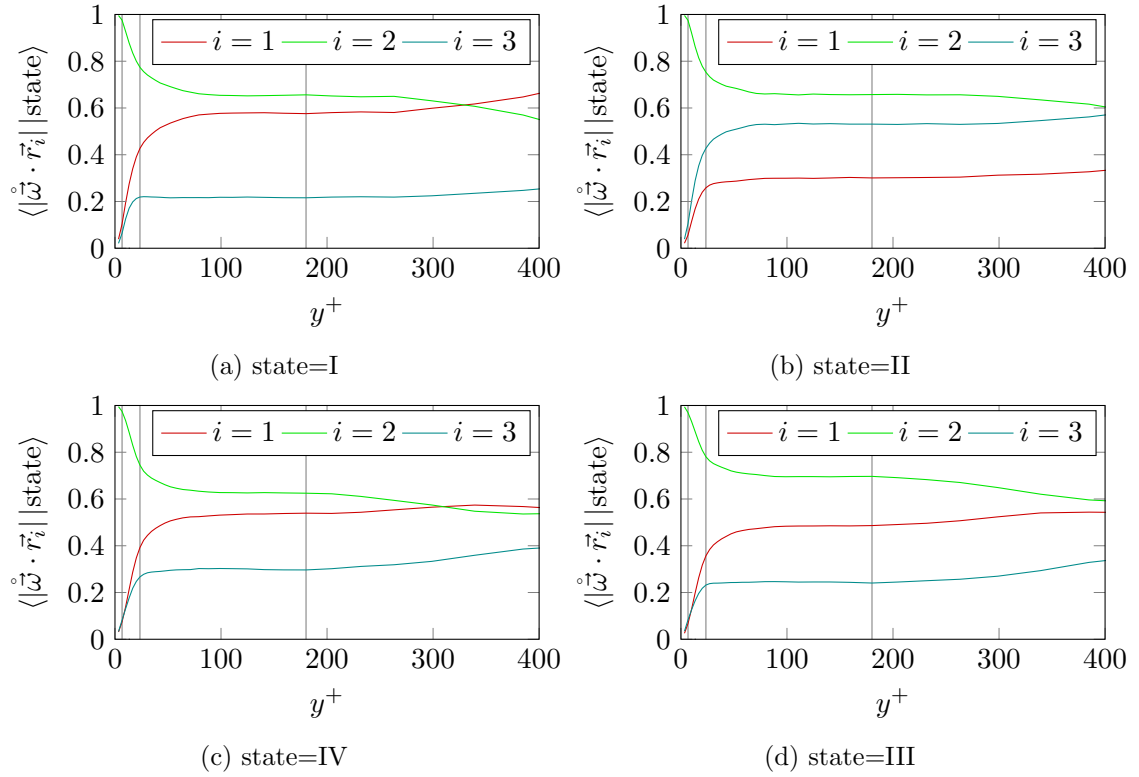 1
0.8
0.6
0.4
0.2
0
⟨|ω̊⃗ · r⃗ᵢ| |state⟩
i = 1 i = 2 i = 3
0 100 200 300 400
y⁺
(a) state=I
1
0.8
0.6
0.4
0.2
0
⟨|ω̊⃗ · r⃗ᵢ| |state⟩
i = 1 i = 2 i = 3
0 100 200 300 400
y⁺
(b) state=II
1
0.8
0.6
0.4
0.2
0
⟨|ω̊⃗ · r⃗ᵢ| |state⟩
i = 1 i = 2 i = 3
0 100 200 300 400
y⁺
(c) state=IV
1
0.8
0.6
0.4
0.2
0
⟨|ω̊⃗ · r⃗ᵢ| |state⟩
i = 1 i = 2 i = 3
0 100 200 300 400
y⁺
(d) state=III